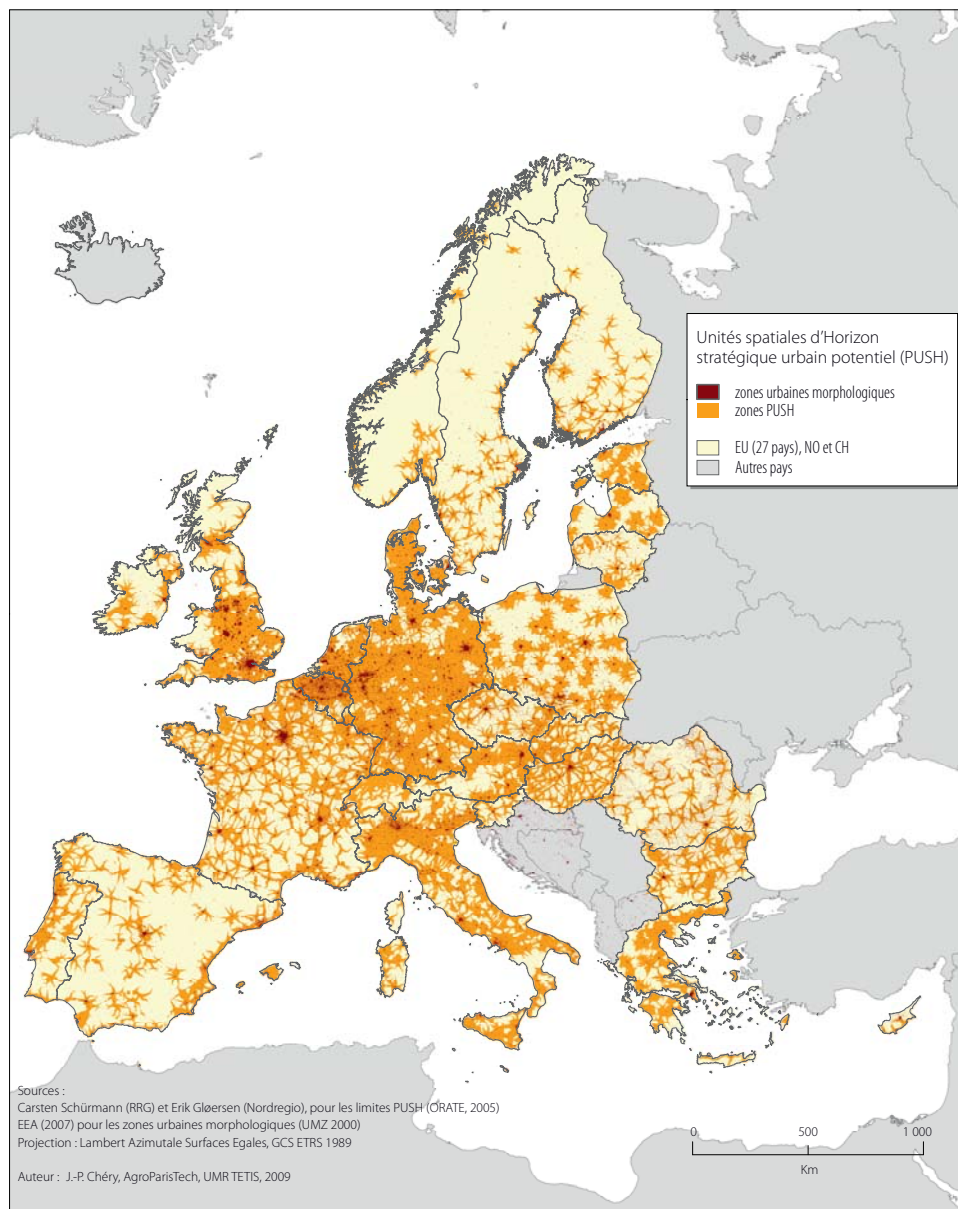 Unités spatiales d'Horizon
stratégique urbain potentiel (PUSH)
zones urbaines morphologiques
zones PUSH
EU (27 pays), NO et CH
Autres pays
Sources :
Carsten Schürmann (RRG) et Erik Gløersen (Nordregio), pour les limites PUSH (ORATE, 2005)
EEA (2007) pour les zones urbaines morphologiques (UMZ 2000)
Projection : Lambert Azimutale Surfaces Egales, GCS ETRS 1989
Auteur : J.-P. Chéry, AgroParisTech, UMR TETIS, 2009
0 500 1 000
Km